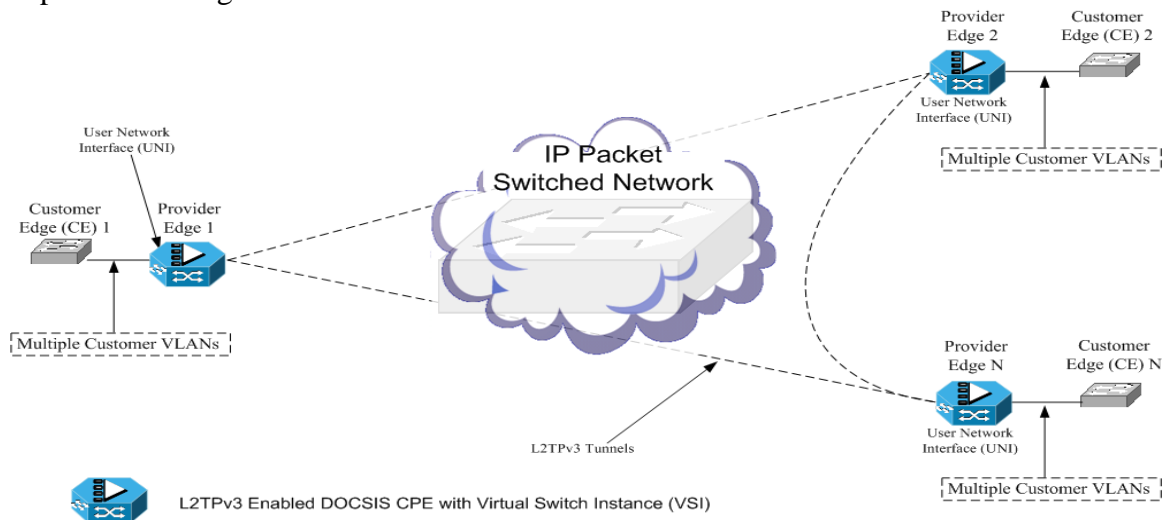 Provider
Edge 2
Customer
Edge (CE) 2
User Network
Interface (UNI)
Multiple Customer VLANs
User Network
Interface (UNI)
IP Packet
Switched Network
Customer
Edge (CE) 1
Provider
Edge 1
Multiple Customer VLANs
Provider
Edge N
Customer
Edge (CE) N
User Network
Interface (UNI)
L2TPv3 Tunnels
Multiple Customer VLANs
L2TPv3 Enabled DOCSIS CPE with Virtual Switch Instance (VSI)